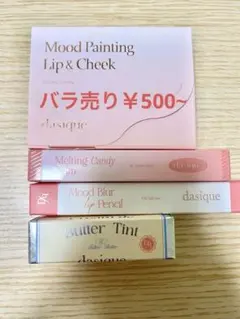 Mood Painting
Lip & Cheek
バラ売り￥500~
dasique
Melting Candy
Mood Blur
Lip Pencil
dasique
Butter Tint
dasique